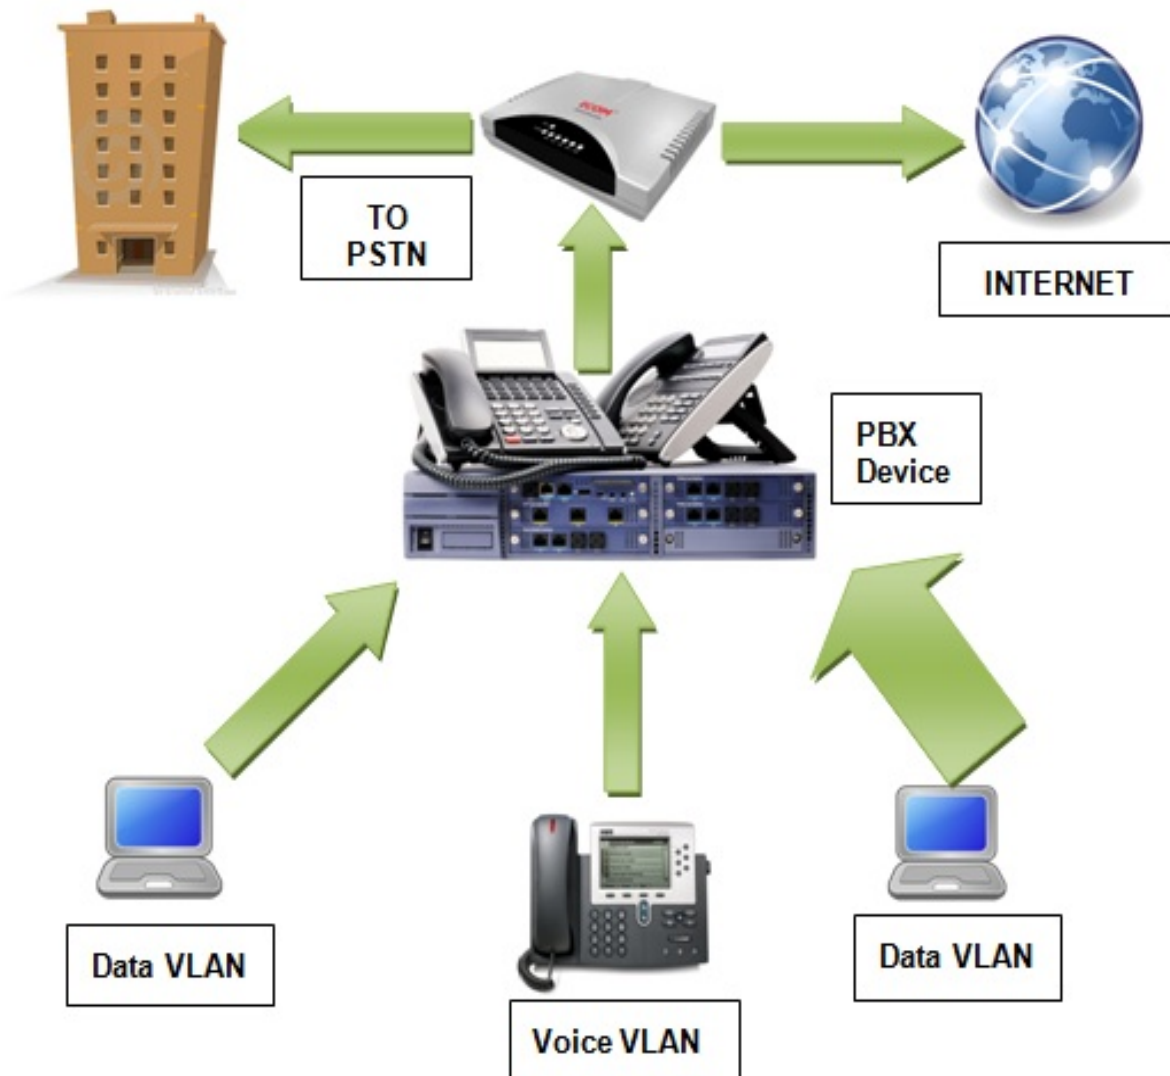 TO
PSTN
INTERNET
PBX
Device
Data VLAN
Voice VLAN
Data VLAN